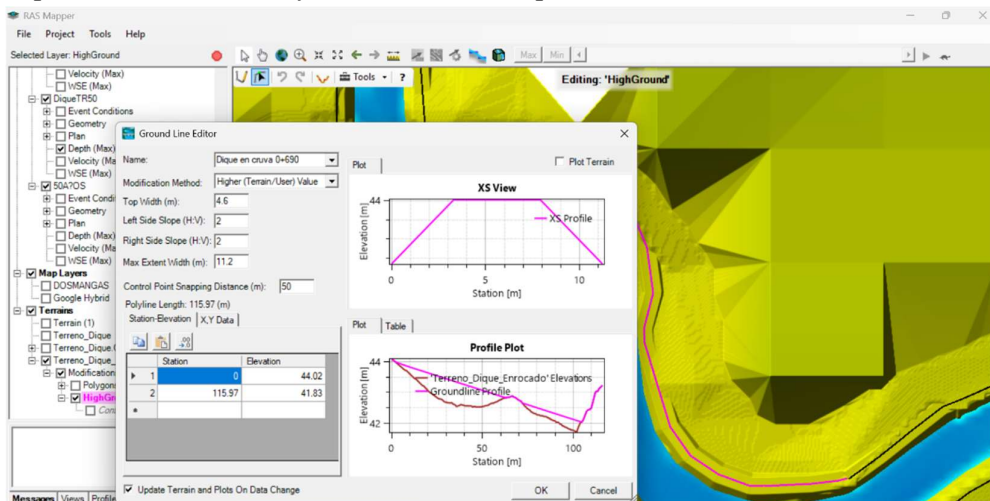 RAS Mapper
File Project Tools Help
Selected Layer: HighGround
Max Min
Tools ?
Editing: 'HighGround'
Velocity (Max)
WSE (Max)
DiqueTR50
Event Conditions
Geometry
Plan
Depth (Max)
Velocity (Ma
WSE (Max)
50A?OS
Event Condi
Geometry
Plan
Depth (Max)
Velocity (Ma
WSE (Max)
Map Layers
DOSMANGAS
Google Hybrid
Terrains
Terrain (1)
Terreno_Dique
Terreno_Dique.
Terreno_Dique_
Modification
Polygon
HighGr
Messages Views Profile
Ground Line Editor
Name: Dique en cruva 0+690
Modification Method: Higher (Terrain/User) Value
Top Width (m): 4.6
Left Side Slope (H:V): 2
Right Side Slope (H:V): 2
Max Extent Width (m): 11.2
Control Point Snapping Distance (m): 50
Polyline Length: 115.97 (m)
Station-Elevation X,Y Data
Station Elevation
1 0 44.02
2 115.97 41.83
Update Terrain and Plots On Data Change
Plot
Plot Terrain
XS View
44
Elevation [m]
XS Profile
0 5 10
Station [m]
Plot Table
Profile Plot
44
'Terreno_Dique_Enrocado' Elevations
Groundline Profile
Elevation [m]
42
0 50 100
Station [m]
OK Cancel